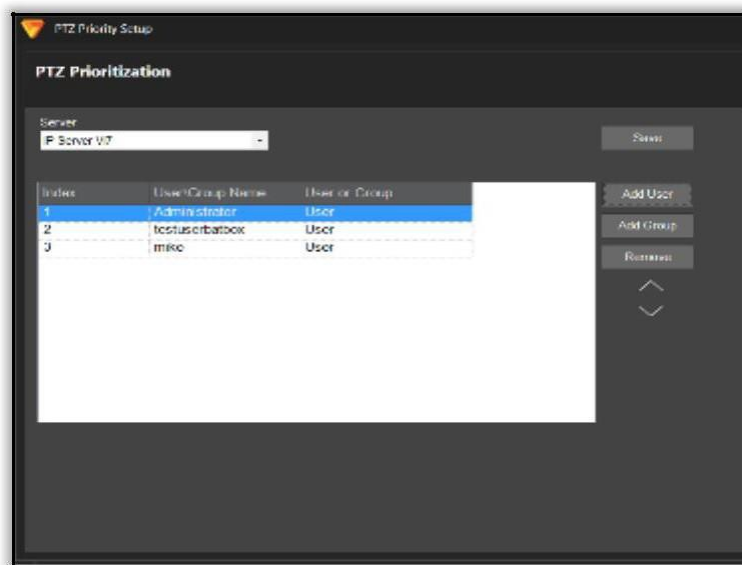 PTZ Priority Setup
PTZ Prioritization
Server
IP Server Vi7
Save
Index User\Group Name User or Group
1 Administrator User
2 testuserbatbox User
3 mike User
Add User
Add Group
Remove